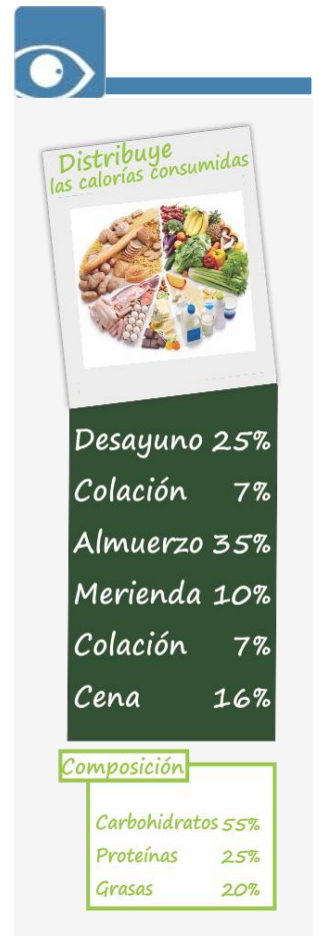 Distribuye
las calorías consumidas
Desayuno 25%
Colación 7%
Almuerzo 35%
Merienda 10%
Colación 7%
Cena 16%
Composición
Carbohidratos 55%
Proteínas 25%
Grasas 20%